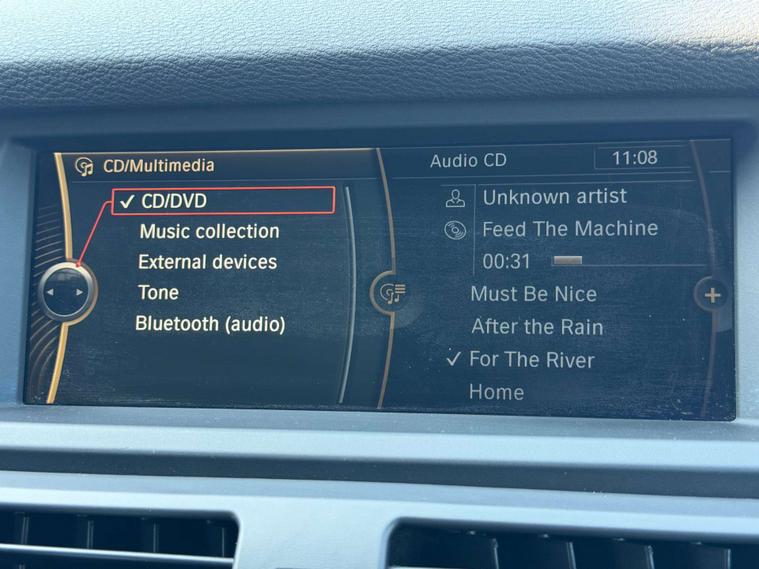 CD/Multimedia
✓ CD/DVD
Music collection
External devices
Tone
Bluetooth (audio)
Audio CD
11:08
Unknown artist
Feed The Machine
00:31
Must Be Nice
After the Rain
✓ For The River
Home